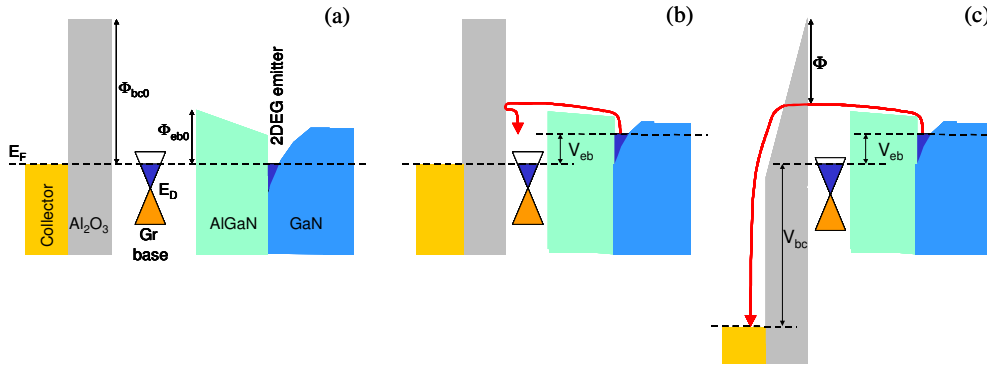 (a)
(b)
(c)
Φbc0
Φeb0
2DEG emitter
EF
ED
Collector
Al2O3
Gr
base
AlGaN
GaN
Veb
Φ
Veb
Vbc